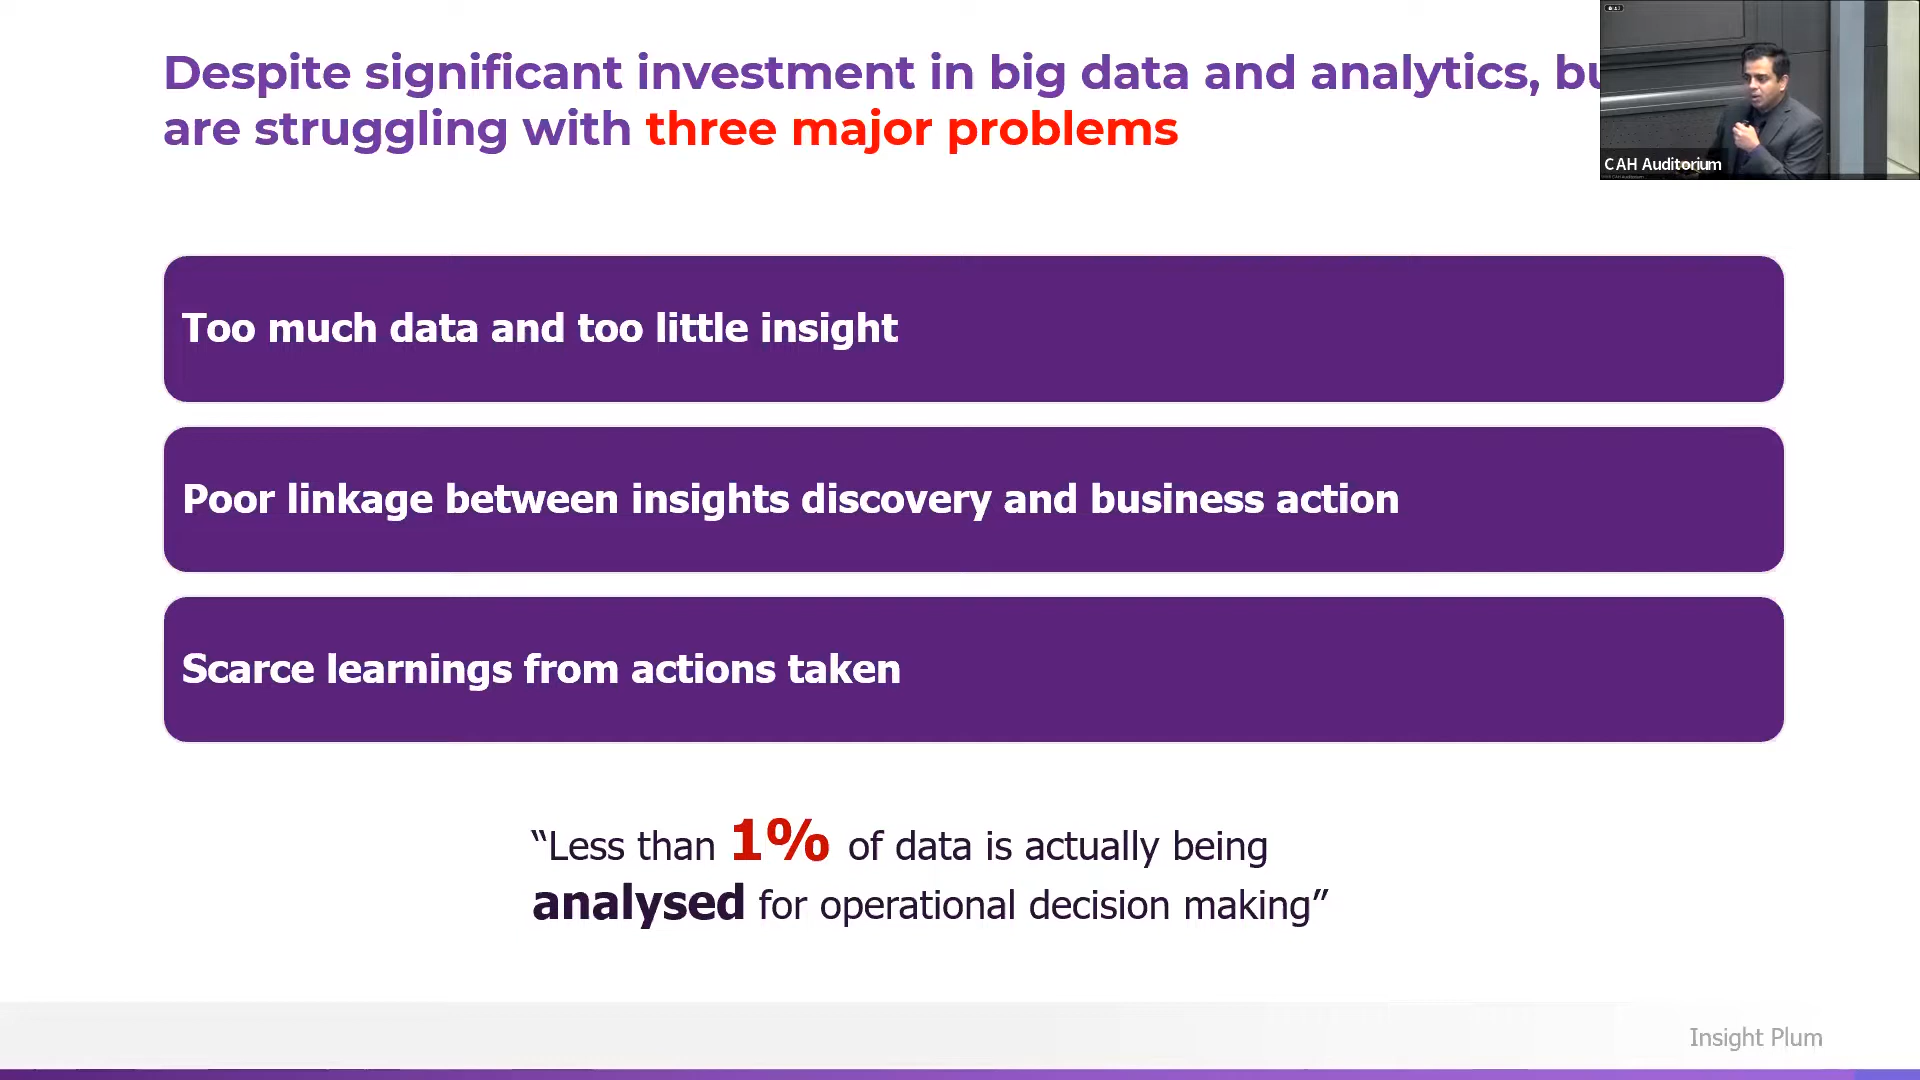 Despite significant investment in big data and analytics,
are struggling with three major problems
CAH Auditorium
Too much data and too little insight
Poor linkage between insights discovery and business action
Scarce learnings from actions taken
“Less than 1% of data is actually being
analysed for operational decision making”
Insight Plum